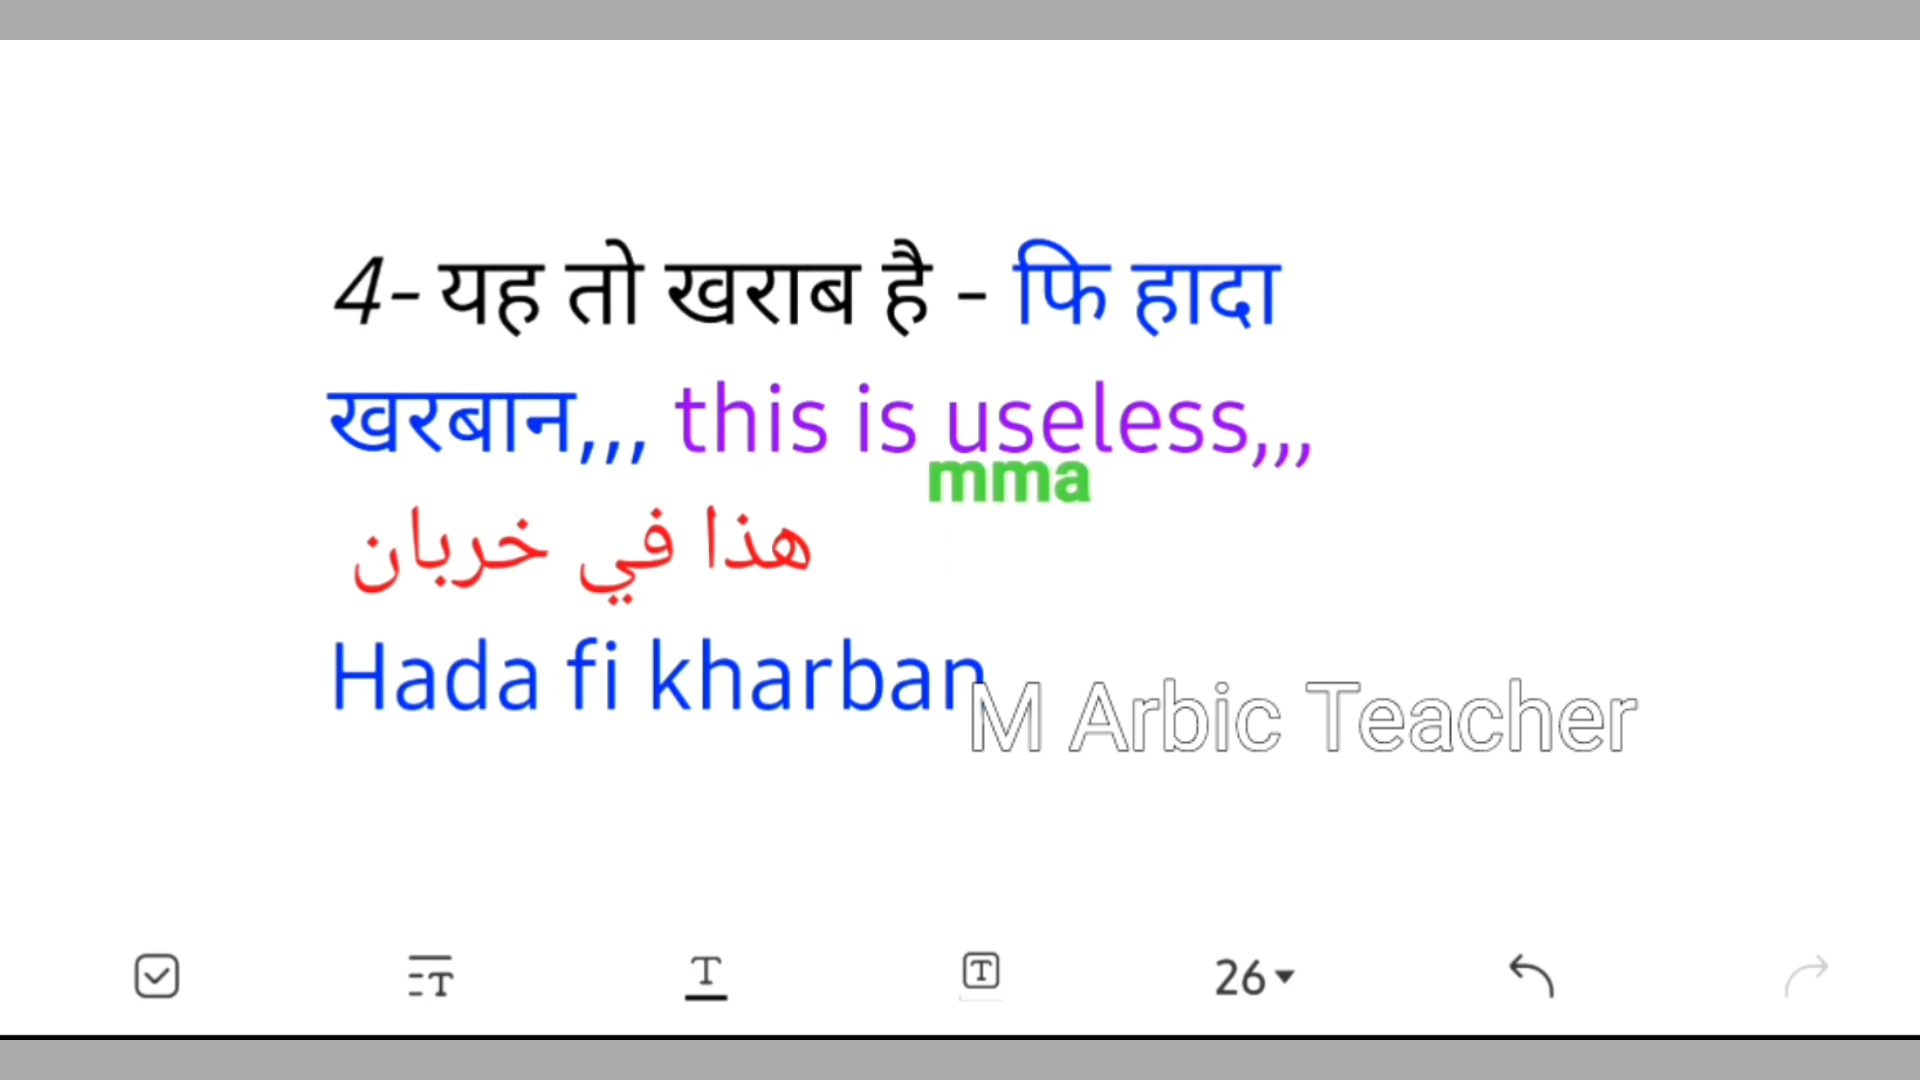 4- यह तो खराब है - फि हादा
खरबान,,, this is useless,,,
mma
هذا في خربان
Hada fi kharban
M Arbic Teacher
26